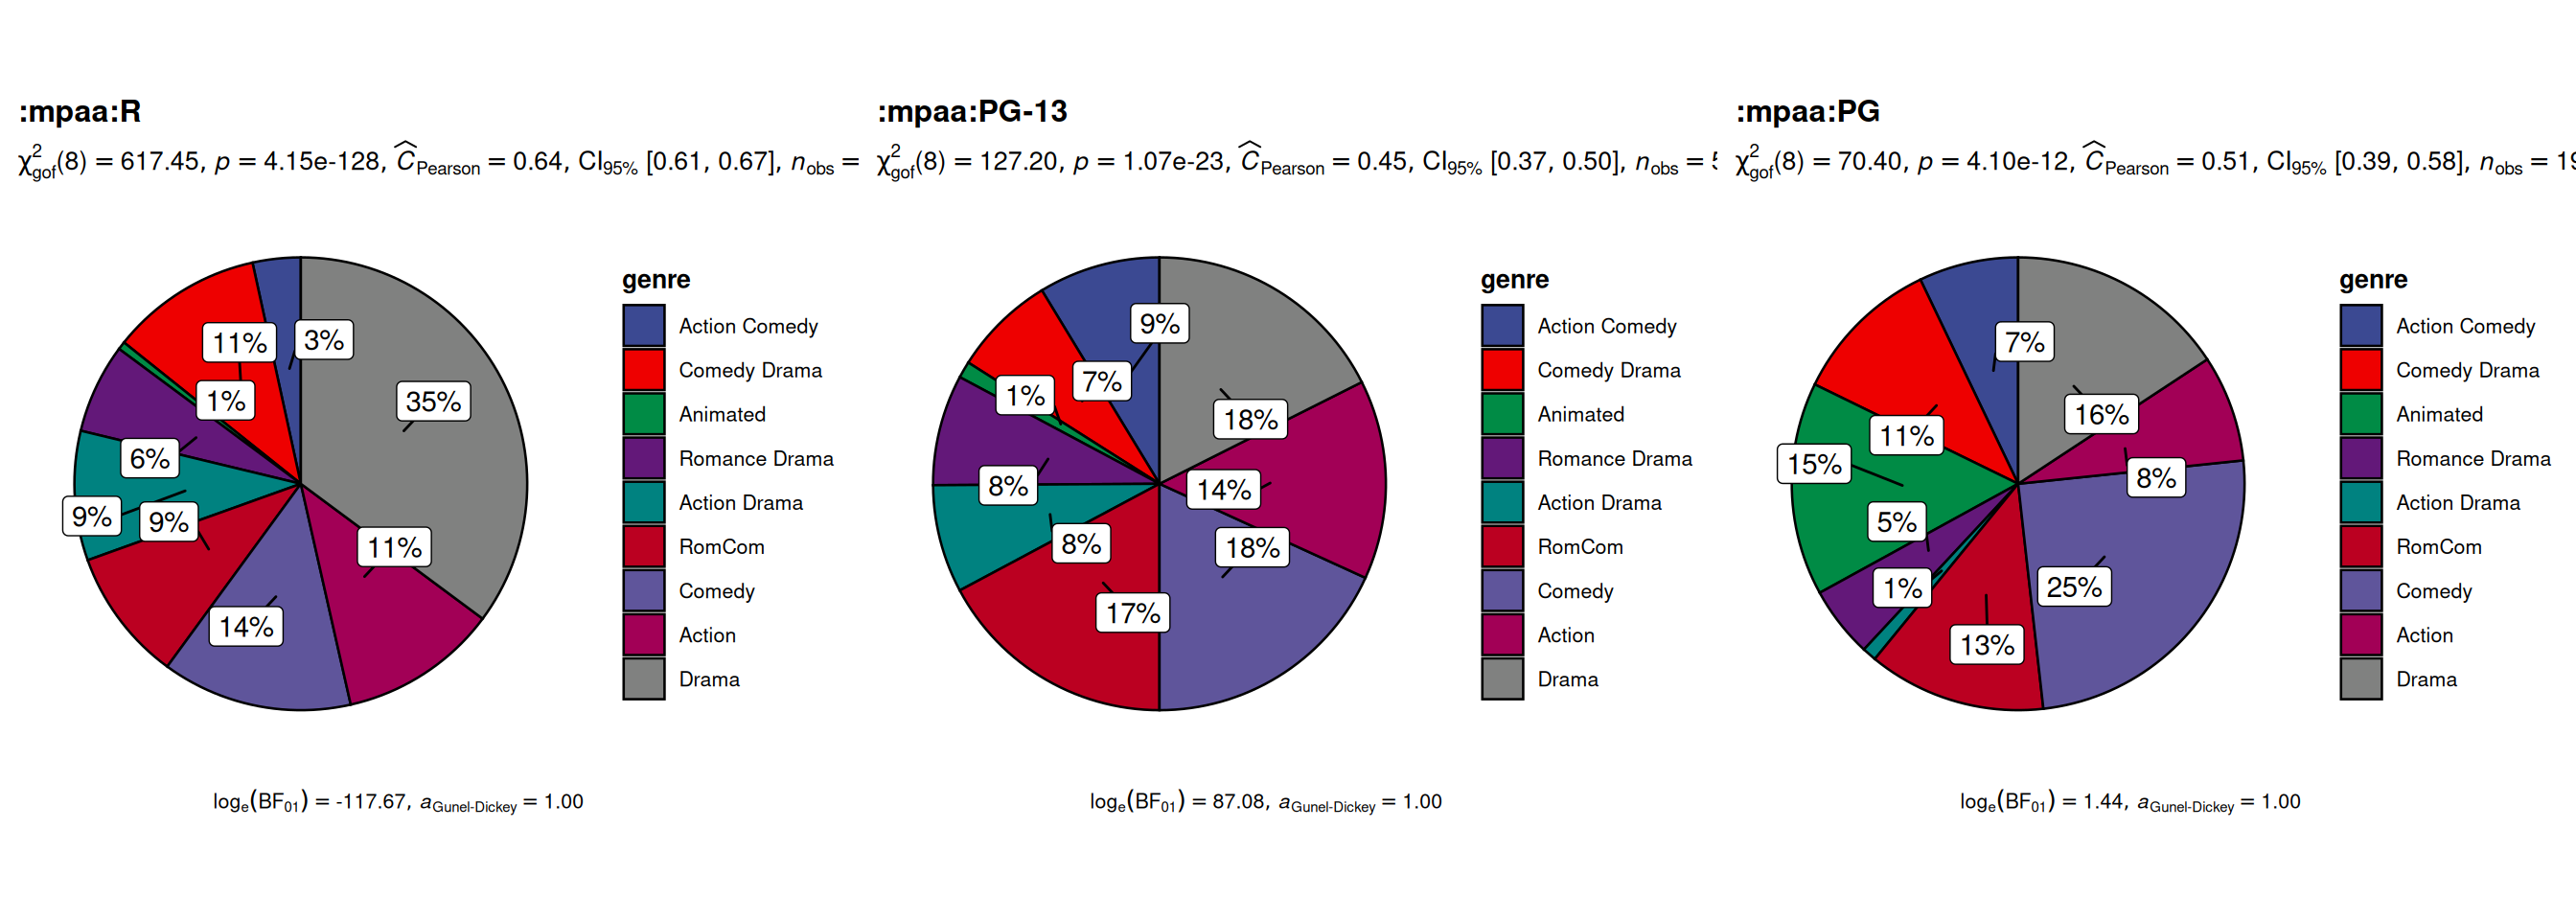 :mpaa:R
χ²gof(8) = 617.45, p = 4.15e-128, ĈPearson = 0.64, CI95% [0.61, 0.67], nobs =
35%
11%
14%
9%
9%
6%
1%
11%
3%
genre
Action Comedy
Comedy Drama
Animated
Romance Drama
Action Drama
RomCom
Comedy
Action
Drama
loge(BF01) = -117.67, aGunel-Dickey = 1.00
:mpaa:PG-13
χ²gof(8) = 127.20, p = 1.07e-23, ĈPearson = 0.45, CI95% [0.37, 0.50], nobs =
18%
14%
18%
17%
8%
8%
1%
7%
9%
genre
Action Comedy
Comedy Drama
Animated
Romance Drama
Action Drama
RomCom
Comedy
Action
Drama
loge(BF01) = 87.08, aGunel-Dickey = 1.00
:mpaa:PG
χ²gof(8) = 70.40, p = 4.10e-12, ĈPearson = 0.51, CI95% [0.39, 0.58], nobs =
16%
8%
25%
13%
1%
5%
15%
11%
7%
genre
Action Comedy
Comedy Drama
Animated
Romance Drama
Action Drama
RomCom
Comedy
Action
Drama
loge(BF01) = 1.44, aGunel-Dickey = 1.00